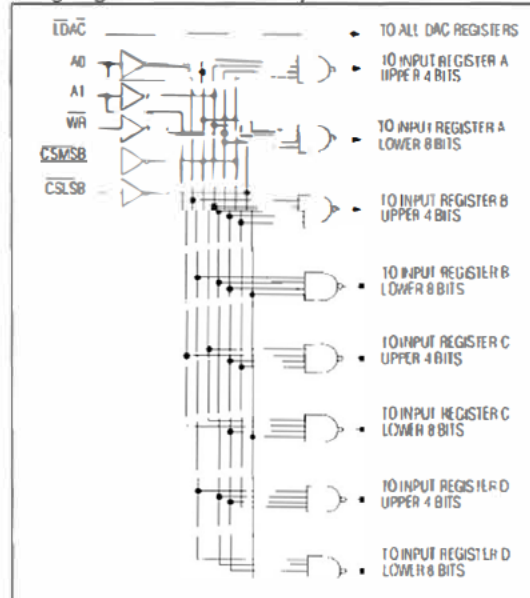 LDAC
TO ALL DAC REGISTERS
A0
TO INPUT REGISTER A
UPPER 4 BITS
A1
WR
TO INPUT REGISTER A
LOWER 8 BITS
CSMSB
CSLSB
TO INPUT REGISTER B
UPPER 4 BITS
TO INPUT REGISTER B
LOWER 8 BITS
TO INPUT REGISTER C
UPPER 4 BITS
TO INPUT REGISTER C
LOWER 8 BITS
TO INPUT REGISTER D
UPPER 4 BITS
TO INPUT REGISTER D
LOWER 8 BITS